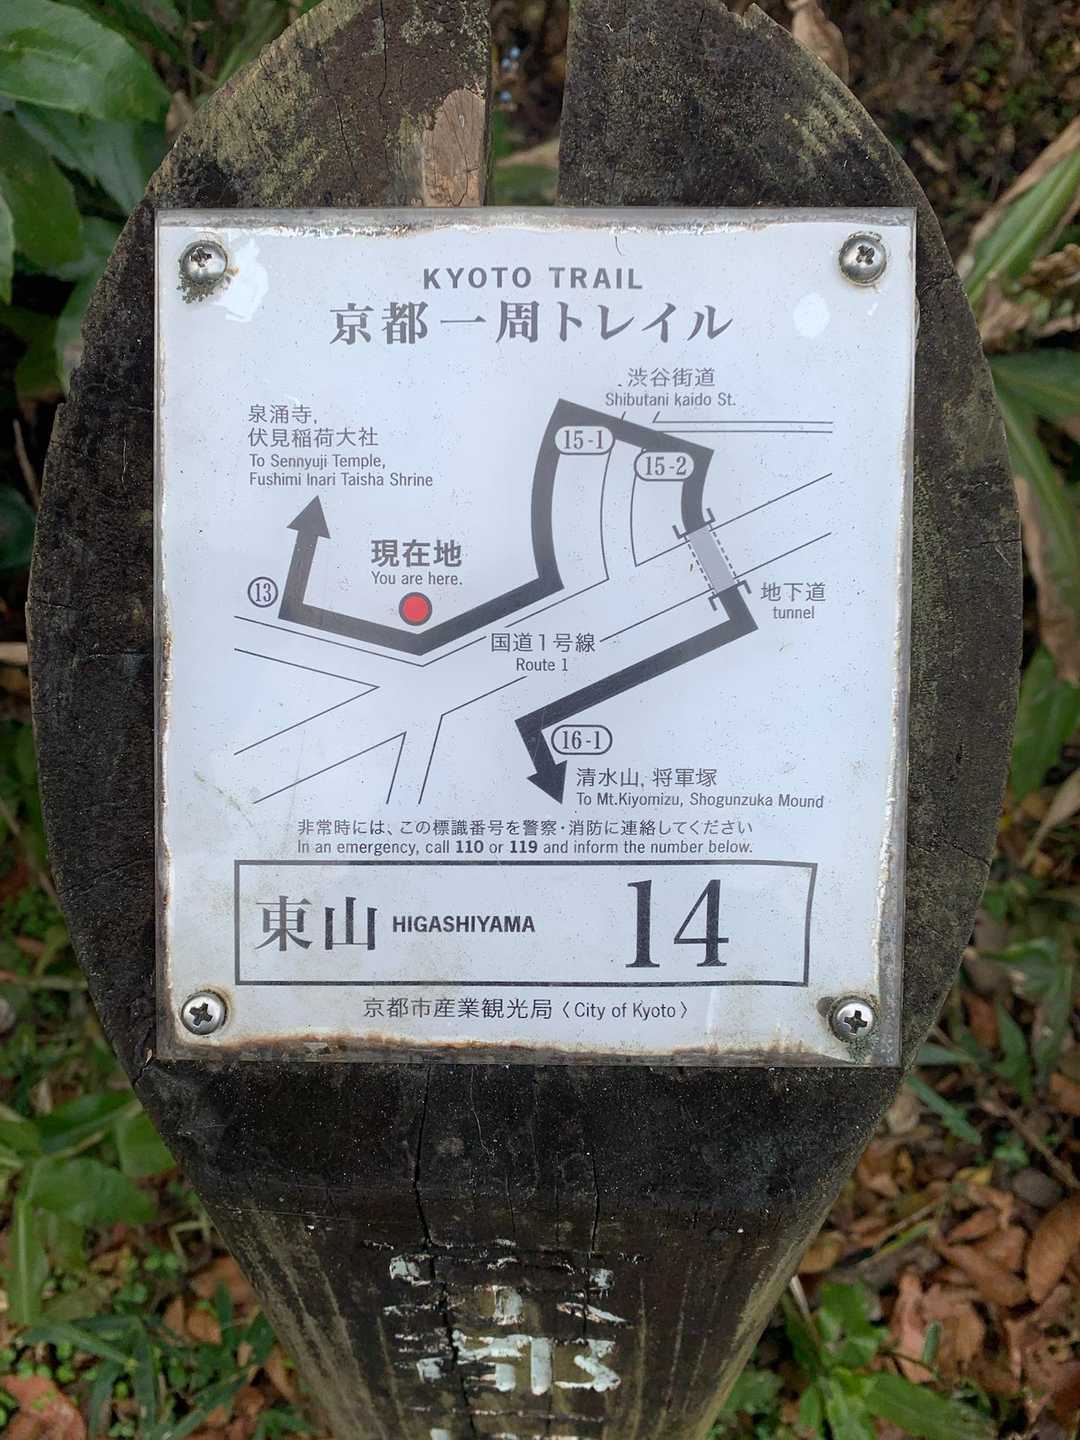 KYOTO TRAIL
京都一周トレイル
渋谷街道
Shibutani kaido St.
泉涌寺,
伏見稲荷大社
To Sennyuji Temple,
Fushimi Inari Taisha Shrine
15-1
15-2
現在地
You are here.
13
地下道
tunnel
国道1号線
Route 1
16-1
清水山, 将軍塚
To Mt.Kiyomizu, Shogunzuka Mound
非常時には、この標識番号を警察・消防に連絡してください
In an emergency, call 110 or 119 and inform the number below.
東山 HIGASHIYAMA 14
京都市産業観光局〈City of Kyoto〉